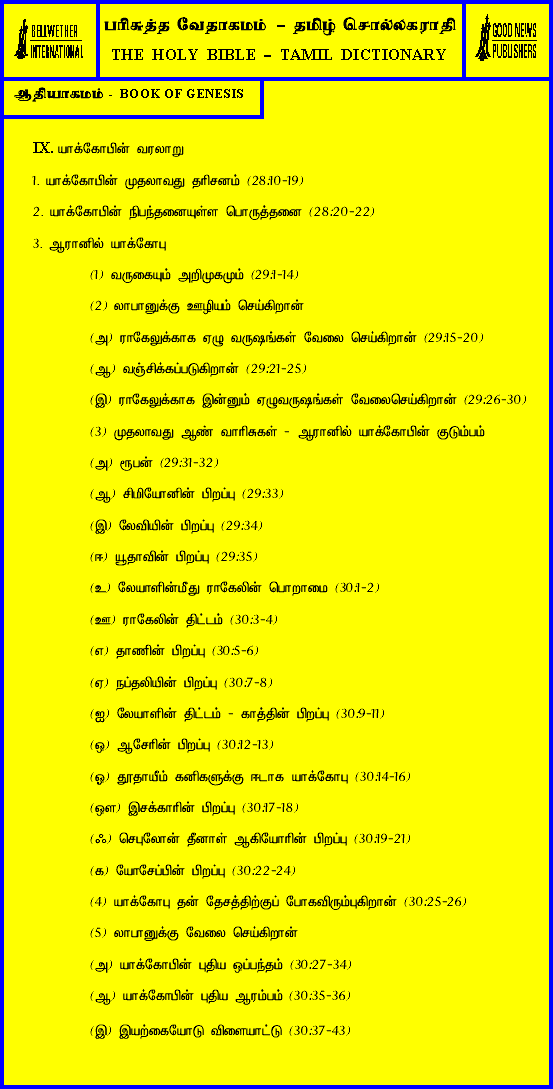 BELLWETHER
INTERNATIONAL
பரிசுத்த வேதாகமம் – தமிழ் சொல்லகராதி
THE HOLY BIBLE – TAMIL DICTIONARY
GOOD NEWS
PUBLISHERS
ஆதியாகமம் - BOOK OF GENESIS
IX. யாக்கோபின் வரலாறு
1. யாக்கோபின் முதலாவது தரிசனம் (28:10-19)
2. யாக்கோபின் நிபந்தனையுள்ள பொருத்தனை (28:20-22)
3. ஆரானில் யாக்கோபு
(1) வருகையும் அறிமுகமும் (29:1-14)
(2) லாபானுக்கு ஊழியம் செய்கிறான்
(அ) ராகேலுக்காக ஏழு வருஷங்கள் வேலை செய்கிறான் (29:15-20)
(ஆ) வஞ்சிக்கப்படுகிறான் (29:21-25)
(இ) ராகேலுக்காக இன்னும் ஏழுவருஷங்கள் வேலைசெய்கிறான் (29:26-30)
(3) முதலாவது ஆண் வாரிசுகள் - ஆரானில் யாக்கோபின் குடும்பம்
(அ) ரூபன் (29:31-32)
(ஆ) சிமியோனின் பிறப்பு (29:33)
(இ) லேவியின் பிறப்பு (29:34)
(ஈ) யூதாவின் பிறப்பு (29:35)
(உ) லேயாளின்மீது ராகேலின் பொறாமை (30:1-2)
(ஊ) ராகேலின் திட்டம் (30:3-4)
(எ) தாணின் பிறப்பு (30:5-6)
(ஏ) நப்தலியின் பிறப்பு (30:7-8)
(ஐ) லேயாளின் திட்டம் - காத்தின் பிறப்பு (30:9-11)
(ஒ) ஆசேரின் பிறப்பு (30:12-13)
(ஓ) தூதாயீம் கனிகளுக்கு ஈடாக யாக்கோபு (30:14-16)
(ஔ) இசக்காரின் பிறப்பு (30:17-18)
(ஃ) செபுலோன் தீனாள் ஆகியோரின் பிறப்பு (30:19-21)
(க) யோசேப்பின் பிறப்பு (30:22-24)
(4) யாக்கோபு தன் தேசத்திற்குப் போகவிரும்புகிறான் (30:25-26)
(5) லாபானுக்கு வேலை செய்கிறான்
(அ) யாக்கோபின் புதிய ஒப்பந்தம் (30:27-34)
(ஆ) யாக்கோபின் புதிய ஆரம்பம் (30:35-36)
(இ) இயற்கையோடு விளையாட்டு (30:37-43)